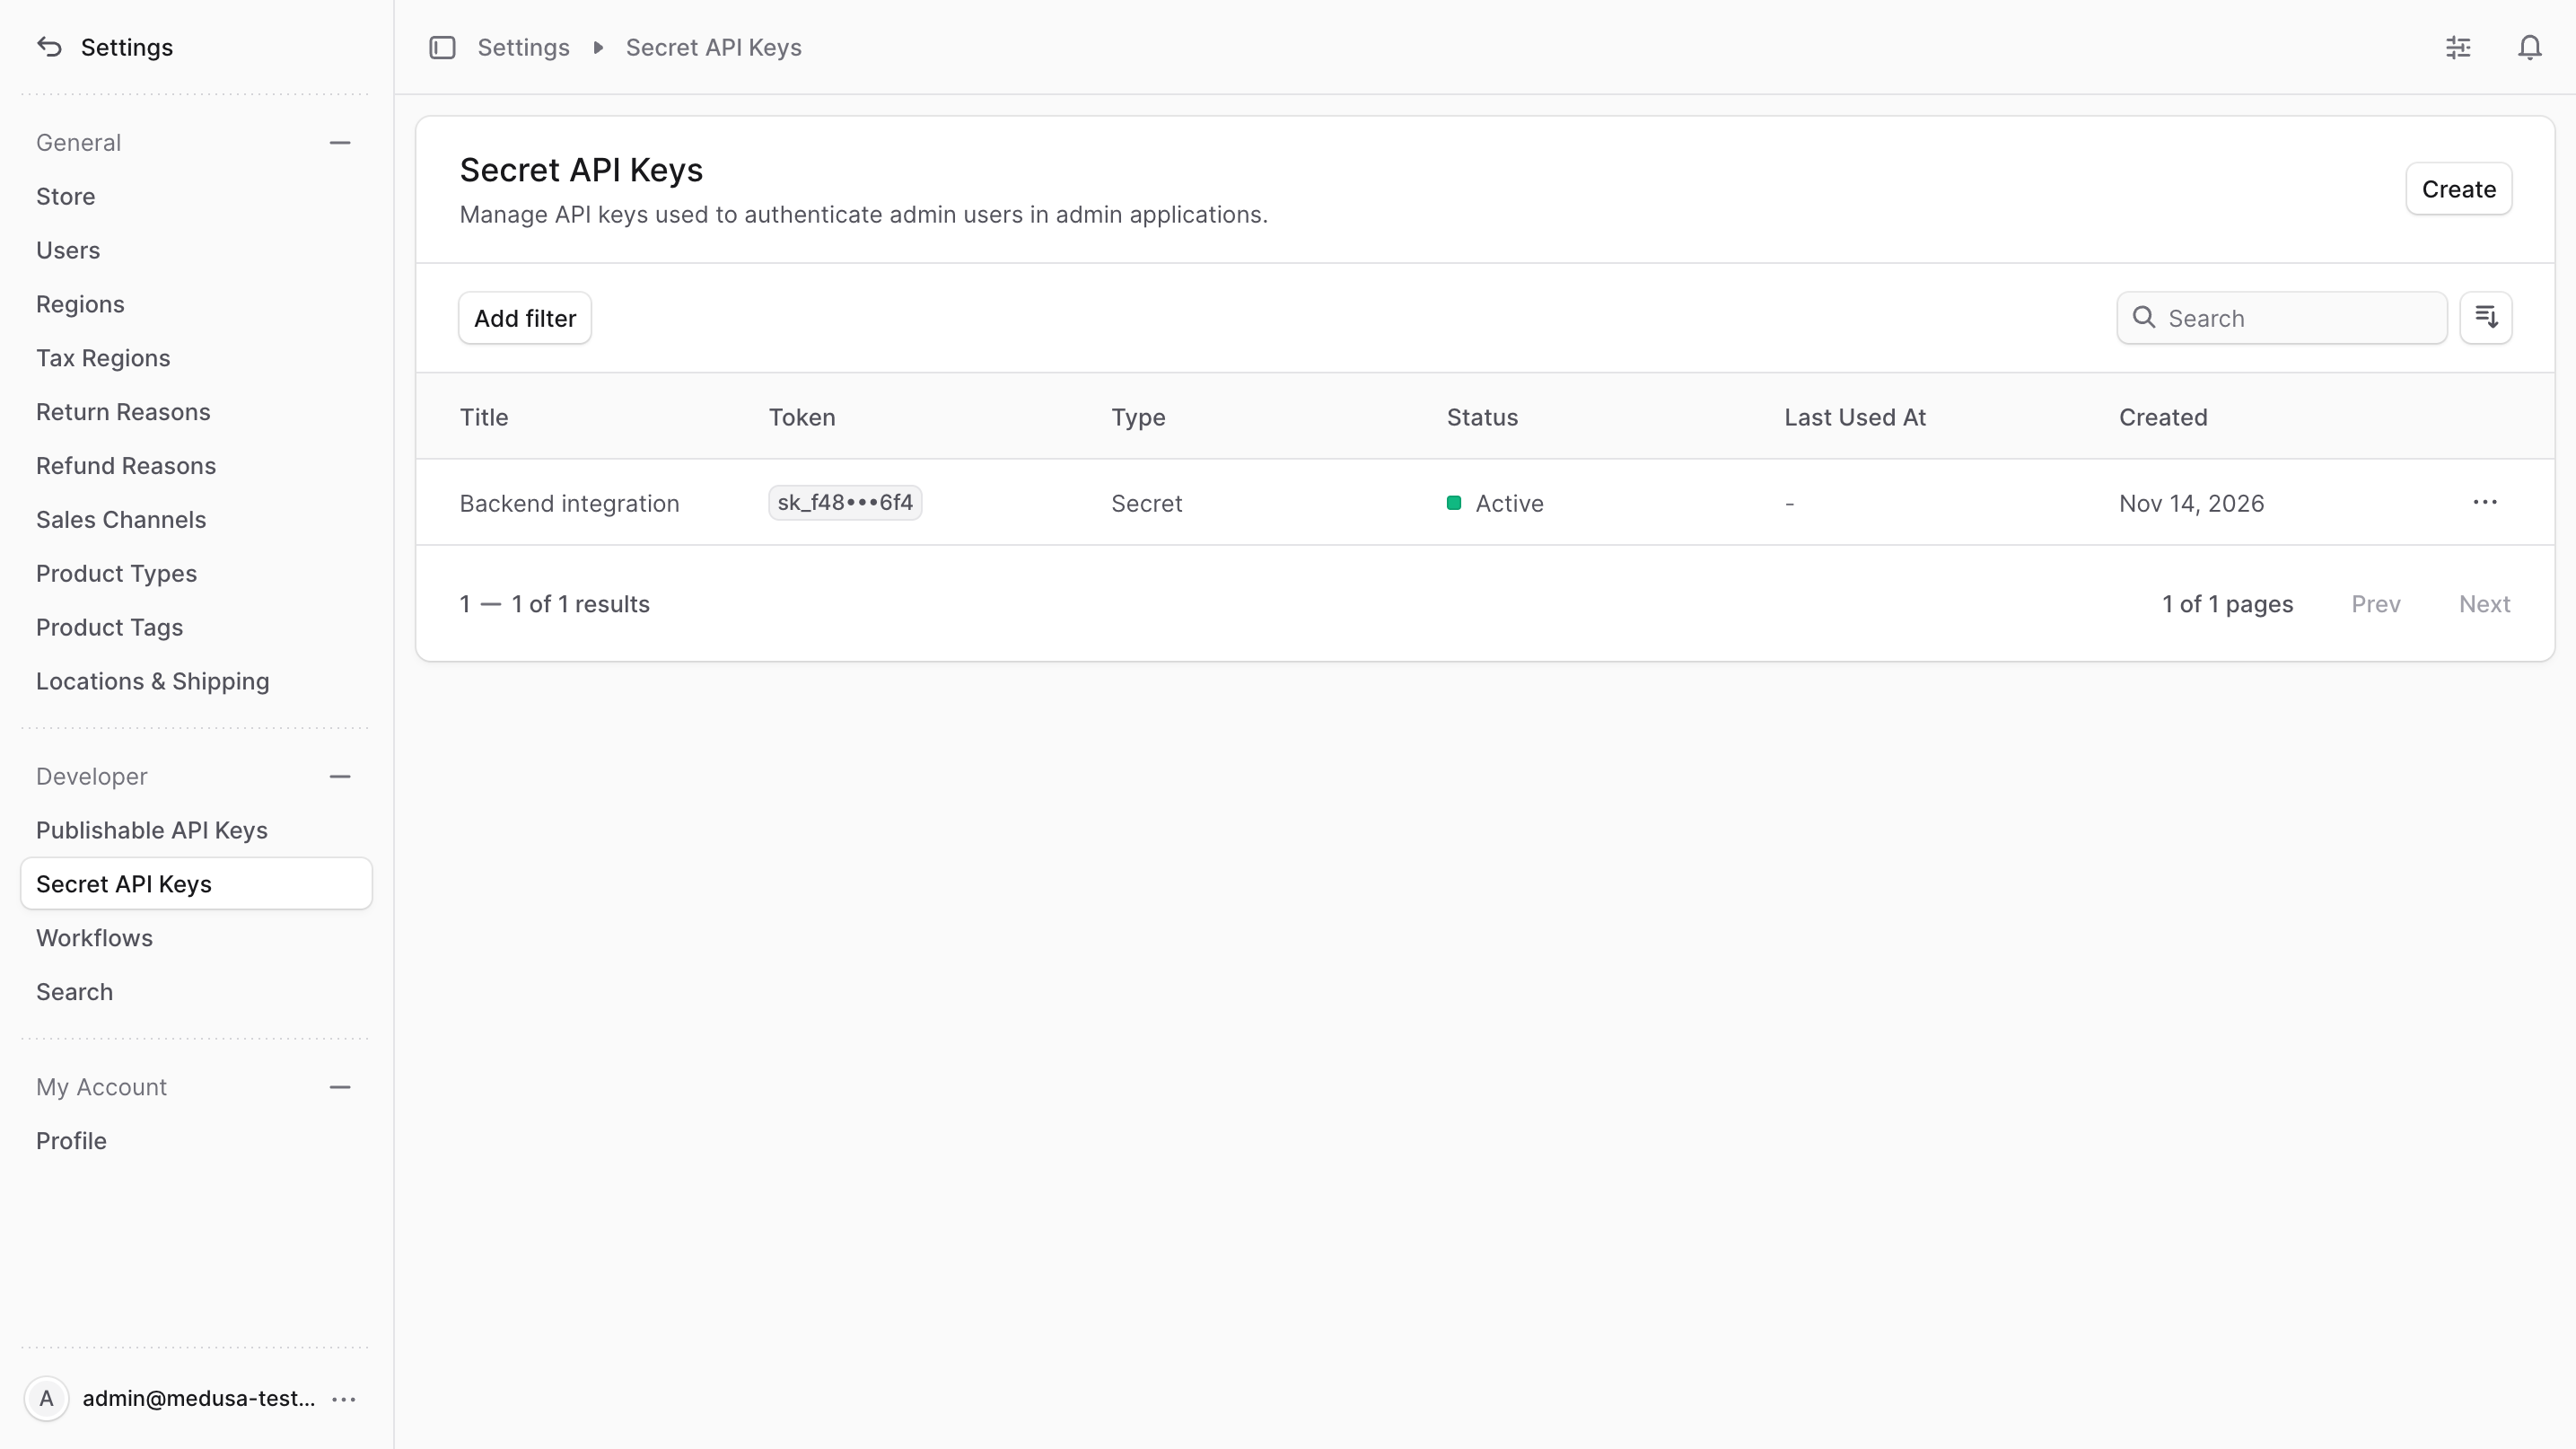 Settings
General
Store
Users
Regions
Tax Regions
Return Reasons
Refund Reasons
Sales Channels
Product Types
Product Tags
Locations & Shipping
Developer
Publishable API Keys
Secret API Keys
Workflows
Search
My Account
Profile
A admin@medusa-test...
Settings Secret API Keys
Secret API Keys
Manage API keys used to authenticate admin users in admin applications.
Create
Add filter
Search
Title Token Type Status Last Used At Created
Backend integration sk_f48•••6f4 Secret Active - Nov 14, 2026
1 — 1 of 1 results
1 of 1 pages Prev Next